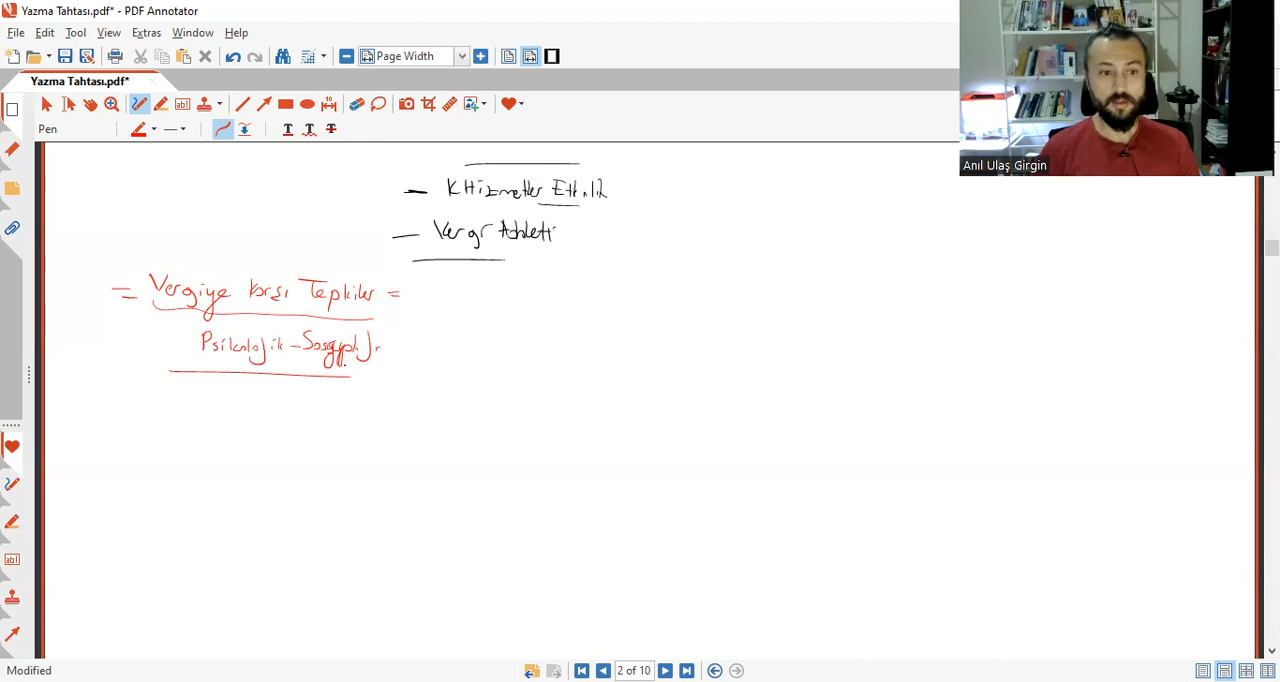 Yazma Tahtası.pdf* - PDF Annotator
File Edit Tool View Extras Window Help
Page Width
Yazma Tahtası.pdf*
Pen
Anıl Ulaş Girgin
- K Hizmetler Etkinlik
- Vergi Adaleti
= Vergiye Karşı Tepkiler =
Psikolojik -
Modified
2 of 10